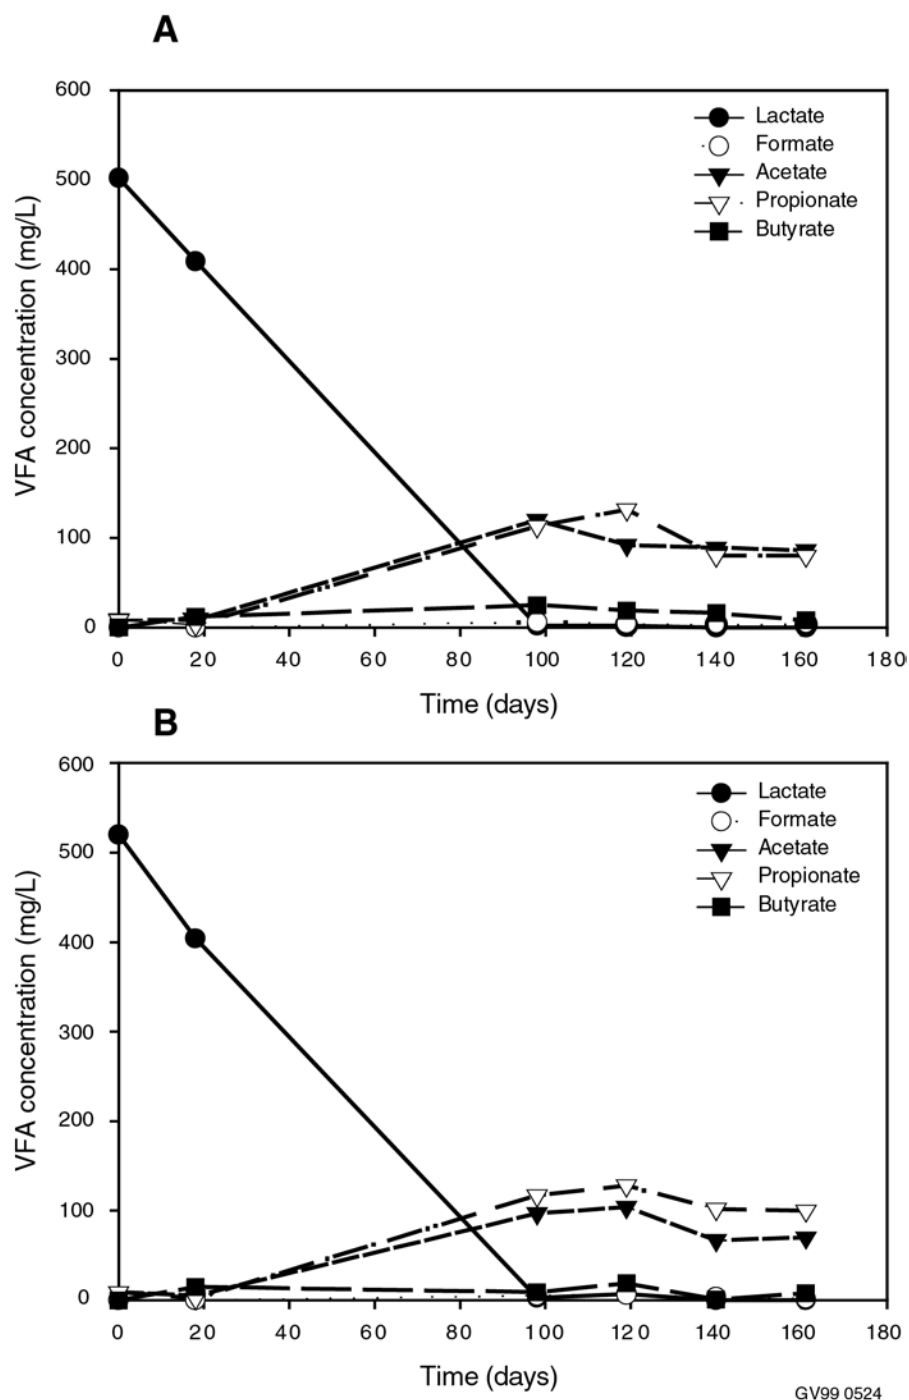 A
600
500
400
300
200
100
0
VFA concentration (mg/L)
Lactate
Formate
Acetate
Propionate
Butyrate
0 20 40 60 80 100 120 140 160 180
Time (days)
B
600
500
400
300
200
100
0
VFA concentration (mg/L)
Lactate
Formate
Acetate
Propionate
Butyrate
0 20 40 60 80 100 120 140 160 180
Time (days)
GV99 0524